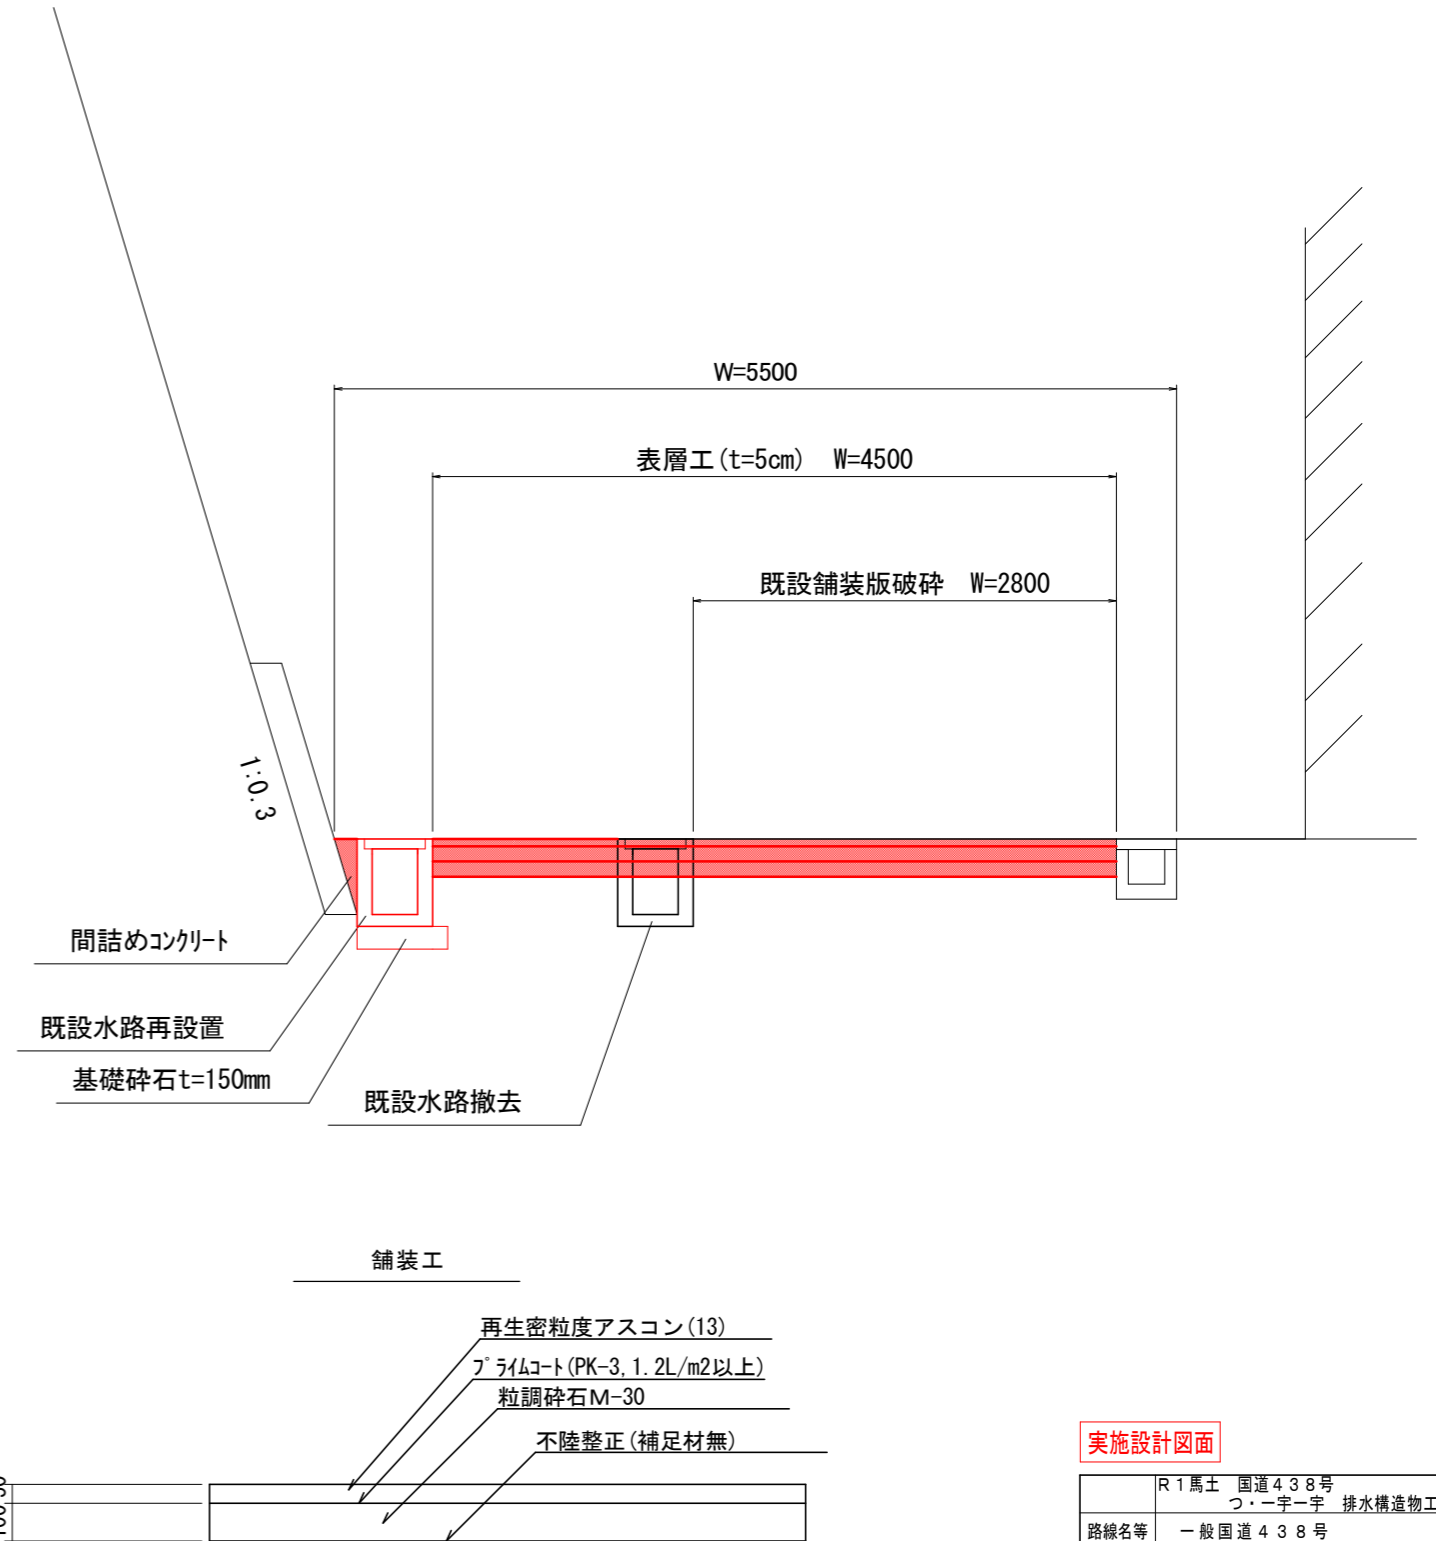 W=5500
表層工(t=5cm)　W=4500
既設舗装版破砕　W=2800
1:0.3
間詰めｺﾝｸﾘｰﾄ
既設水路再設置
基礎砕石t=150mm
既設水路撤去
舗装工
再生密粒度アスコン(13)
ﾌﾟﾗｲﾑｺｰﾄ(PK-3,1.2L/m2以上)
粒調砕石M-30
不陸整正(補足材無)
実施設計図面
Ｒ１馬土　国道４３８号
つ・一宇一宇　排水構造物工
路線名等　一般国道４３８号